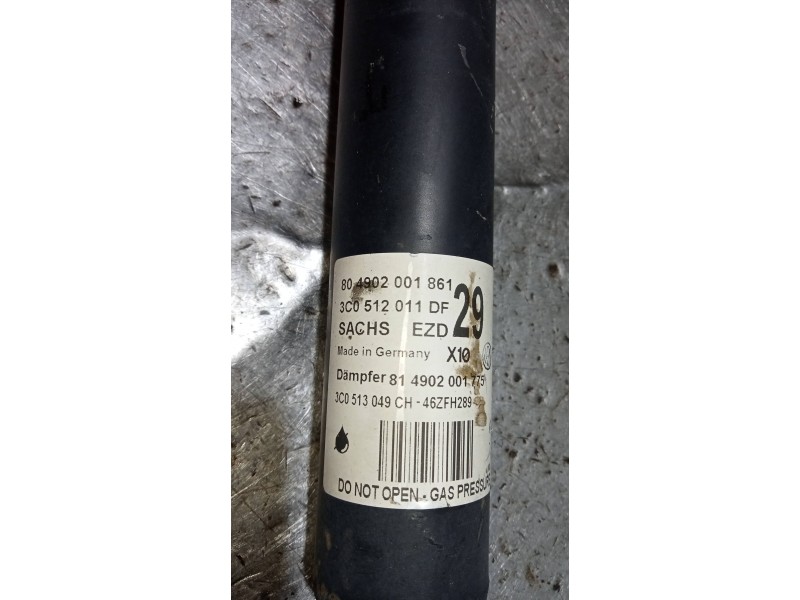 80 4902 001 861
3C0 512 011 DF
29
SACHS EZD
Made in Germany X10
Dämpfer 81 4902 001 775
3C0 513 049 CH - 46ZFH289
DO NOT OPEN - GAS PRESSURE